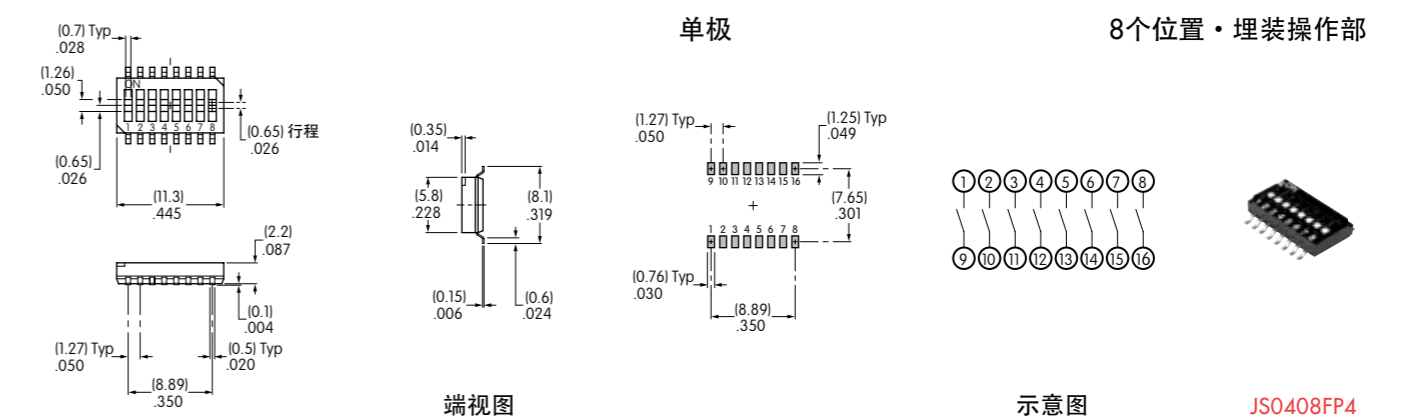 单极
8个位置・埋装操作部
(0.7) Typ
.028
(1.26)
.050
ON
1 2 3 4 5 6 7 8
(0.65) 行程
.026
(0.65)
.026
(11.3)
.445
(2.2)
.087
(0.1)
.004
(1.27) Typ
.050
(0.5) Typ
.020
(8.89)
.350
(0.35)
.014
(5.8)
.228
(8.1)
.319
(0.15)
.006
(0.6)
.024
端视图
(1.27) Typ
.050
(1.25) Typ
.049
9 10 11 12 13 14 15 16
(7.65)
.301
1 2 3 4 5 6 7 8
(0.76) Typ
.030
(8.89)
.350
1 2 3 4 5 6 7 8
9 10 11 12 13 14 15 16
示意图
JS0408FP4